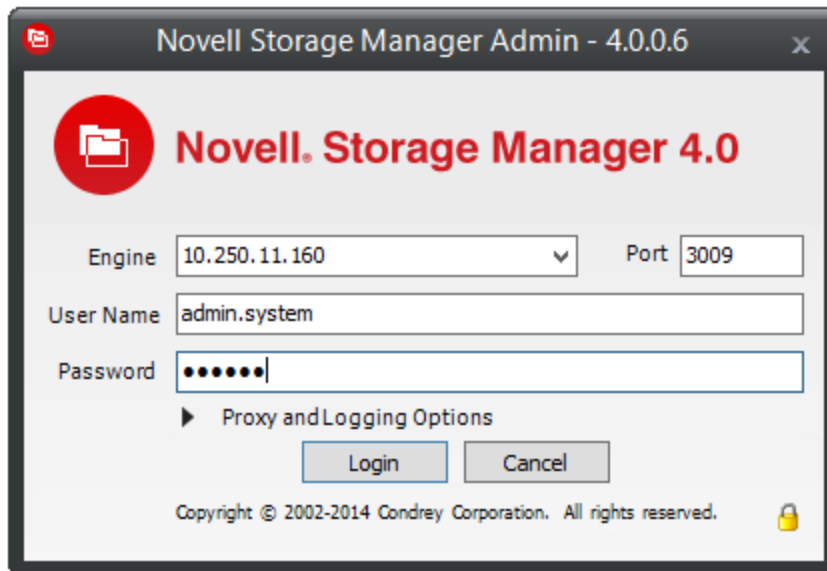 Novell Storage Manager Admin - 4.0.0.6 x
Novell® Storage Manager 4.0
Engine 10.250.11.160 Port 3009
User Name admin.system
Password ••••••
Proxy and Logging Options
Login Cancel
Copyright © 2002-2014 Condrey Corporation. All rights reserved.